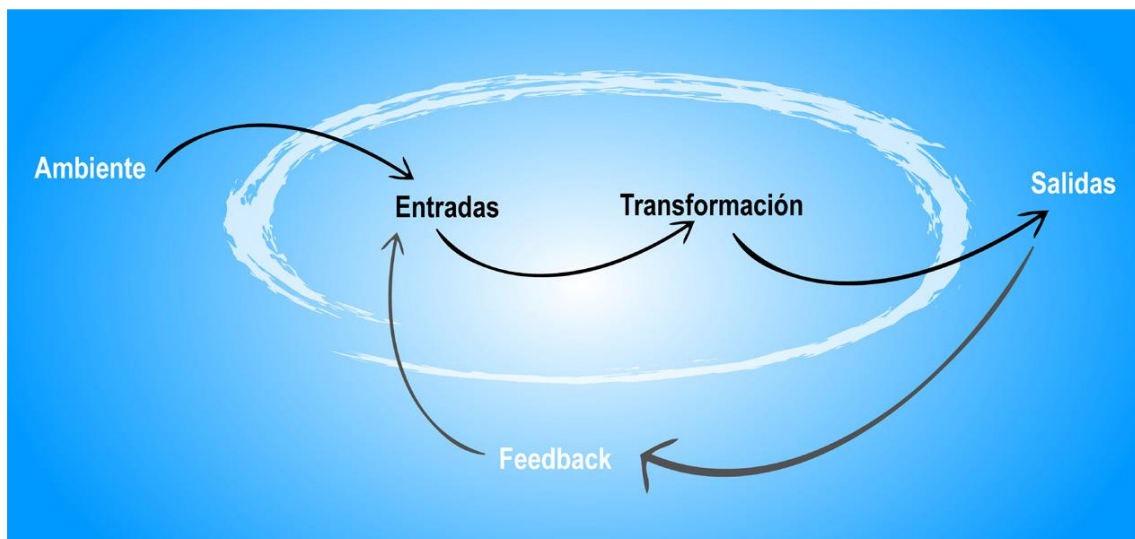 Ambiente
Entradas
Transformación
Salidas
Feedback